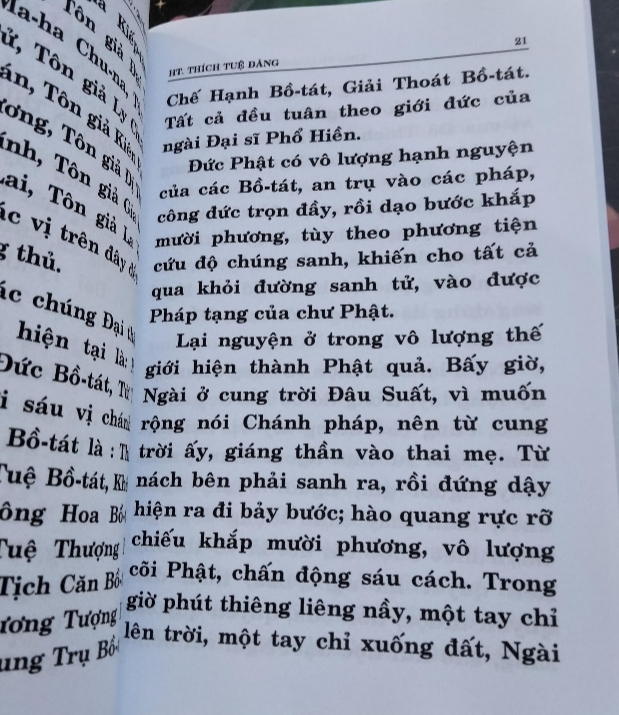 Tôn giả
Ma-ha Chu-na,
Tôn giả Ly
Tôn giả
Tôn giả
Tôn giả
Lai, Tôn giả La
vị trên đây
thủ.
chúng Đại
hiện tại là:
Đức Bồ-tát,
sáu vị chánh
Bồ-tát là :
Tuệ Bồ-tát,
Hoa
Tuệ Thượng
Tịch Căn
Tượng
Trụ
HT. THÍCH TUỆ ĐĂNG 21
Chế Hạnh Bồ-tát, Giải Thoát Bồ-tát.
Tất cả đều tuân theo giới đức của
ngài Đại sĩ Phổ Hiền.
Đức Phật có vô lượng hạnh nguyện
của các Bồ-tát, an trụ vào các pháp,
công đức trọn đầy, rồi dạo bước khắp
mười phương, tùy theo phương tiện
cứu độ chúng sanh, khiến cho tất cả
qua khỏi đường sanh tử, vào được
Pháp tạng của chư Phật.
Lại nguyện ở trong vô lượng thế
giới hiện thành Phật quả. Bấy giờ,
Ngài ở cung trời Đâu Suất, vì muốn
rộng nói Chánh pháp, nên từ cung
trời ấy, giáng thần vào thai mẹ. Từ
nách bên phải sanh ra, rồi đứng dậy
hiện ra đi bảy bước; hào quang rực rỡ
chiếu khắp mười phương, vô lượng
cõi Phật, chấn động sáu cách. Trong
giờ phút thiêng liêng nầy, một tay chỉ
lên trời, một tay chỉ xuống đất, Ngài